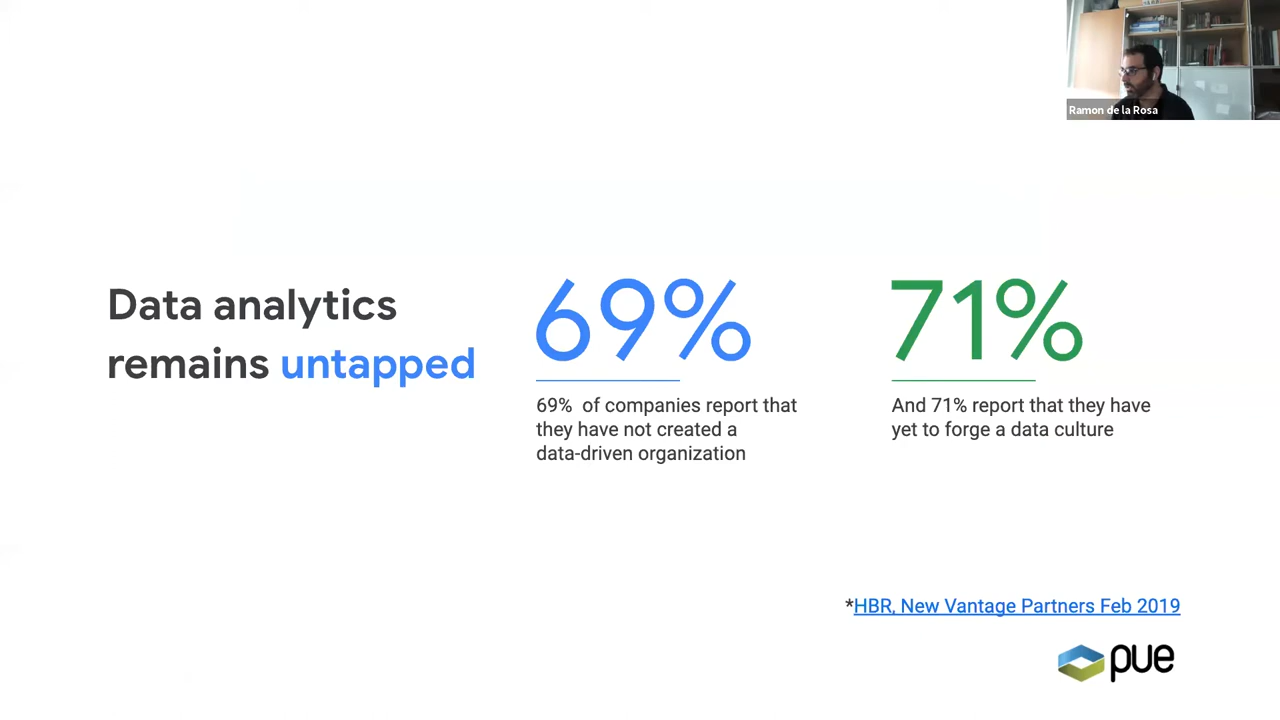 Ramon de la Rosa
Data analytics
remains untapped
69%
69% of companies report that
they have not created a
data-driven organization
71%
And 71% report that they have
yet to forge a data culture
*HBR, New Vantage Partners Feb 2019
pue